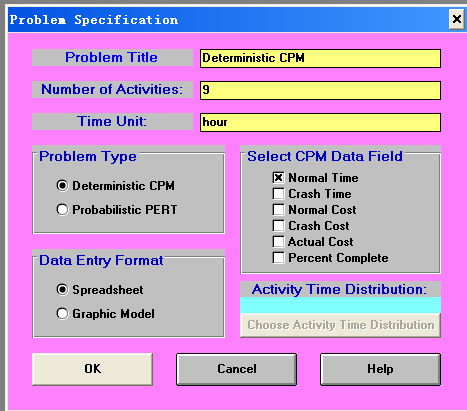 Problem Specification
Problem Title
Deterministic CPM
Number of Activities:
9
Time Unit:
hour
Problem Type
Deterministic CPM
Probabilistic PERT
Select CPM Data Field
Normal Time
Crash Time
Normal Cost
Crash Cost
Actual Cost
Percent Complete
Data Entry Format
Spreadsheet
Graphic Model
Activity Time Distribution:
Choose Activity Time Distribution
OK
Cancel
Help